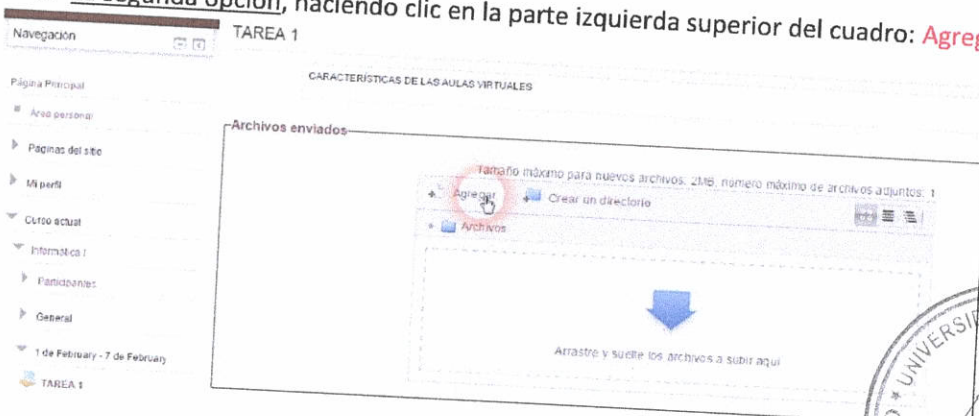 segunda opción, haciendo clic en la parte izquierda superior del cuadro: Agreg
Navegación
TAREA 1
Página Principal
CARACTERÍSTICAS DE LAS AULAS VIRTUALES
Área personal
Páginas del sitio
Mi perfil
Curso actual
Informática I
Participantes
General
1 de February - 7 de February
TAREA 1
Archivos enviados
Tamaño máximo para nuevos archivos: 2MB, número máximo de archivos adjuntos: 1
Agregar
Crear un directorio
Archivos
Arrastre y suelte los archivos a subir aquí
UNIVERSID